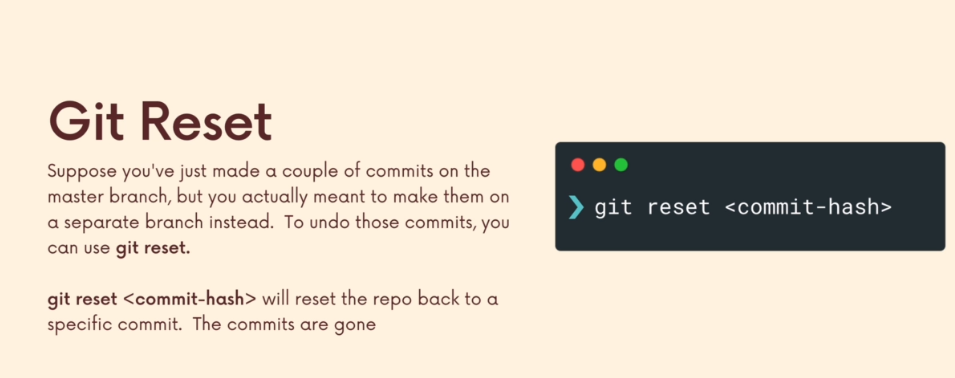 Git Reset
Suppose you've just made a couple of commits on the
master branch, but you actually meant to make them on
a separate branch instead.  To undo those commits, you
can use git reset.
git reset <commit-hash> will reset the repo back to a
specific commit.  The commits are gone
❯ git reset <commit-hash>